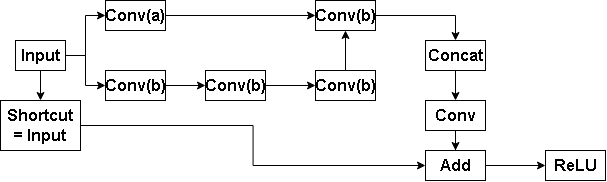 Conv(a)
Conv(b)
Input
Concat
Conv(b)
Conv(b)
Conv(b)
Shortcut
= Input
Conv
Add
ReLU